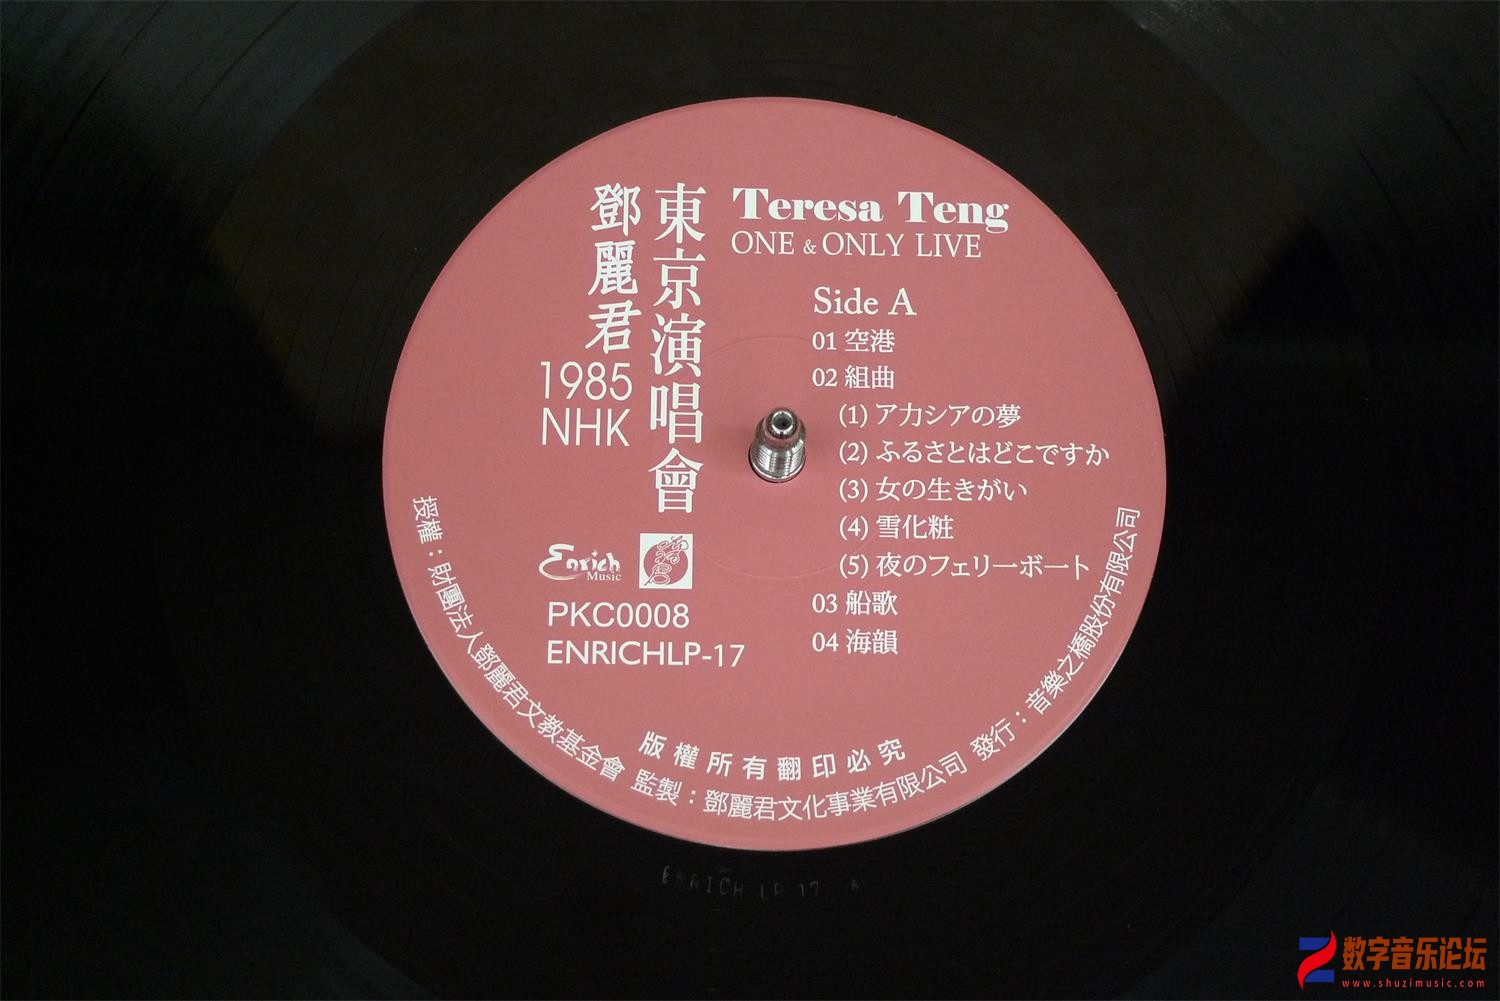 東京演唱會
鄧麗君
1985
NHK
Teresa Teng
ONE & ONLY LIVE
Side A
01 空港
02 組曲
(1) アカシアの夢
(2) ふるさとはどこですか
(3) 女の生きがい
(4) 雪化粧
(5) 夜のフェリーボート
03 船歌
04 海韻
Enrich
Music
PKC0008
ENRICHLP-17
版權所有翻印必究
授權：財團法人鄧麗君文教基金會 監製：鄧麗君文化事業有限公司 發行：音樂之橋股份有限公司
ENRICH LP 17 A
数字音乐论坛
www.shuzimusic.com